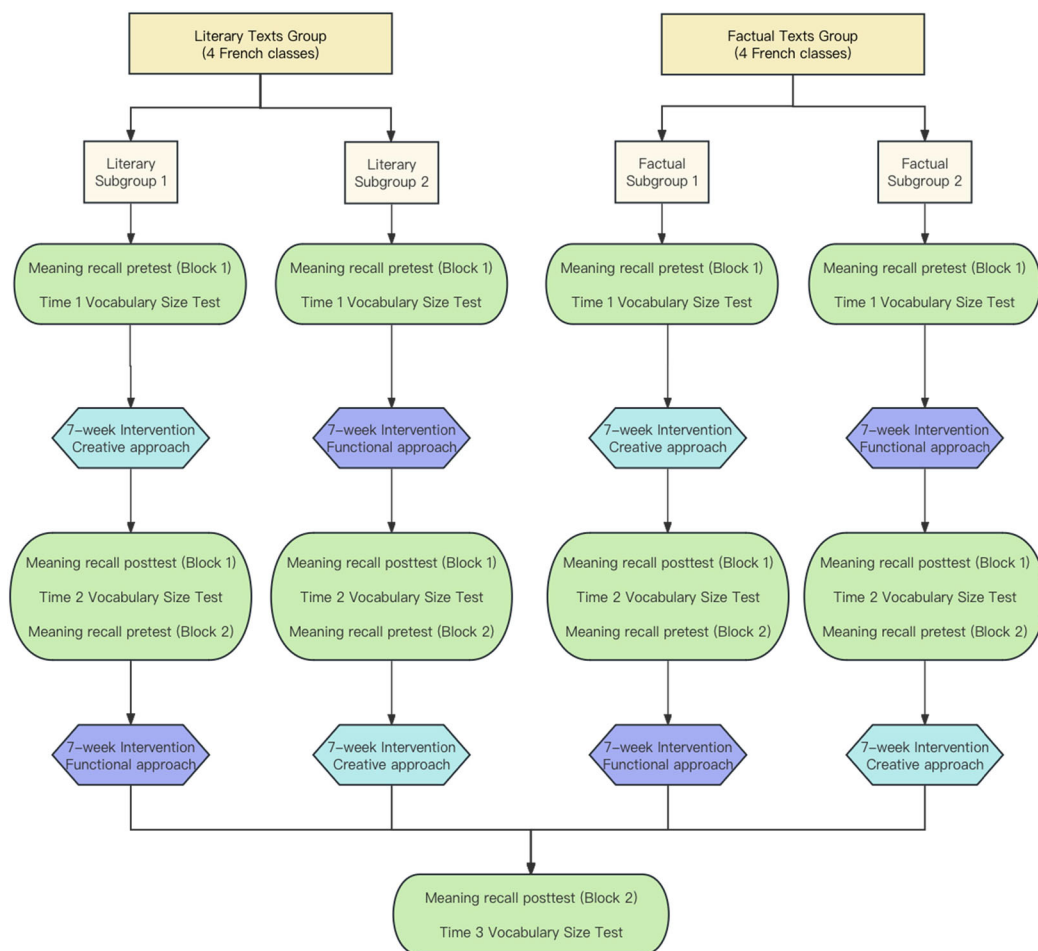 Literary Texts Group
(4 French classes)
Factual Texts Group
(4 French classes)
Literary
Subgroup 1
Literary
Subgroup 2
Factual
Subgroup 1
Factual
Subgroup 2
Meaning recall pretest (Block 1)
Time 1 Vocabulary Size Test
Meaning recall pretest (Block 1)
Time 1 Vocabulary Size Test
Meaning recall pretest (Block 1)
Time 1 Vocabulary Size Test
Meaning recall pretest (Block 1)
Time 1 Vocabulary Size Test
7-week Intervention
Creative approach
7-week Intervention
Functional approach
7-week Intervention
Creative approach
7-week Intervention
Functional approach
Meaning recall posttest (Block 1)
Time 2 Vocabulary Size Test
Meaning recall pretest (Block 2)
Meaning recall posttest (Block 1)
Time 2 Vocabulary Size Test
Meaning recall pretest (Block 2)
Meaning recall posttest (Block 1)
Time 2 Vocabulary Size Test
Meaning recall pretest (Block 2)
Meaning recall posttest (Block 1)
Time 2 Vocabulary Size Test
Meaning recall pretest (Block 2)
7-week Intervention
Functional approach
7-week Intervention
Creative approach
7-week Intervention
Functional approach
7-week Intervention
Creative approach
Meaning recall posttest (Block 2)
Time 3 Vocabulary Size Test